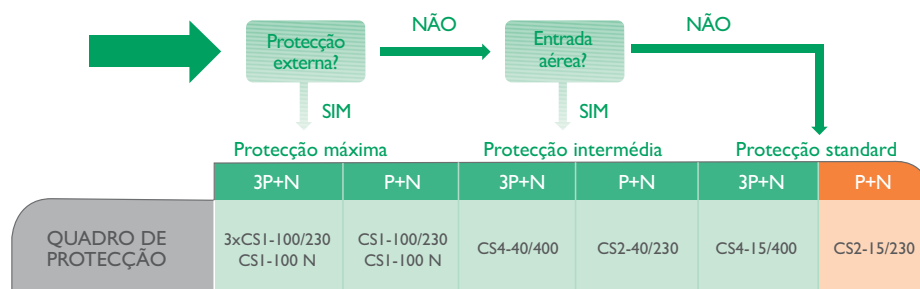 Protecção
externa?
NÃO
Entrada
aérea?
NÃO
SIM
SIM
Protecção máxima
Protecção intermédia
Protecção standard
3P+N
P+N
3P+N
P+N
3P+N
P+N
QUADRO DE
PROTECÇÃO
3xCS1-100/230
CS1-100 N
CS1-100/230
CS1-100 N
CS4-40/400
CS2-40/230
CS4-15/400
CS2-15/230